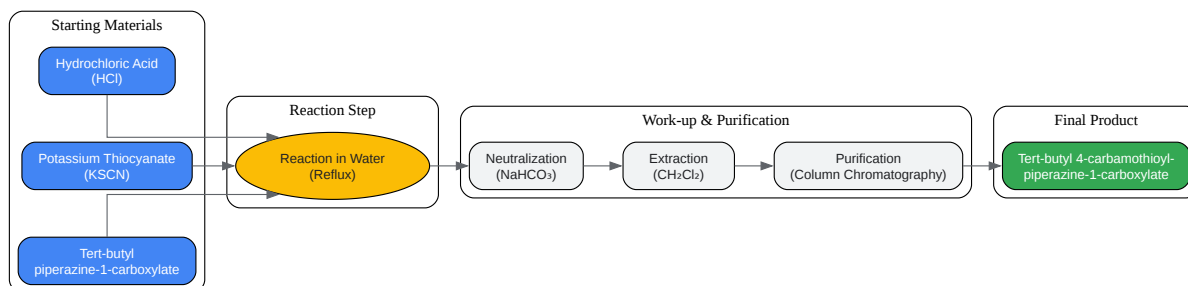 Starting Materials
Hydrochloric Acid
(HCl)
Potassium Thiocyanate
(KSCN)
Tert-butyl
piperazine-1-carboxylate
Reaction Step
Reaction in Water
(Reflux)
Work-up & Purification
Neutralization
(NaHCO₃)
Extraction
(CH₂Cl₂)
Purification
(Column Chromatography)
Final Product
Tert-butyl 4-carbamothioyl-
piperazine-1-carboxylate